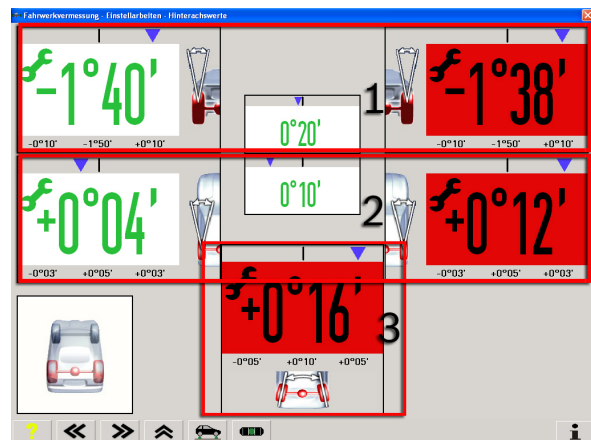 Fahrwerkvermessung - Einstellarbeiten - Hinterachswerte
-1°40'
-1°38'
1
0°20'
-0°10' -1°50' +0°10'
-0°10' -1°50' +0°10'
+0°04'
0°10'
+0°12'
2
-0°03' +0°05' +0°03'
-0°03' +0°05' +0°03'
+0°16'
3
-0°05' +0°10' +0°05'
?
i